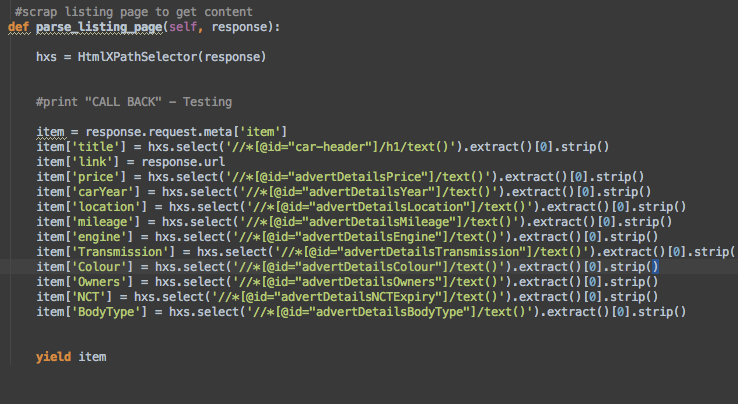 #scrap listing page to get content
def parse_listing_page(self, response):
hxs = HtmlXPathSelector(response)
#print "CALL BACK" - Testing
item = response.request.meta['item']
item['title'] = hxs.select('//*[@id="car-header"]/h1/text()').extract()[0].strip()
item['link'] = response.url
item['price'] = hxs.select('//*[@id="advertDetailsPrice"]/text()').extract()[0].strip()
item['carYear'] = hxs.select('//*[@id="advertDetailsYear"]/text()').extract()[0].strip()
item['location'] = hxs.select('//*[@id="advertDetailsLocation"]/text()').extract()[0].strip()
item['mileage'] = hxs.select('//*[@id="advertDetailsMileage"]/text()').extract()[0].strip()
item['engine'] = hxs.select('//*[@id="advertDetailsEngine"]/text()').extract()[0].strip()
item['Transmission'] = hxs.select('//*[@id="advertDetailsTransmission"]/text()').extract()[0].strip(
item['Colour'] = hxs.select('//*[@id="advertDetailsColour"]/text()').extract()[0].strip()
item['Owners'] = hxs.select('//*[@id="advertDetailsOwners"]/text()').extract()[0].strip()
item['NCT'] = hxs.select('//*[@id="advertDetailsNCTExpiry"]/text()').extract()[0].strip()
item['BodyType'] = hxs.select('//*[@id="advertDetailsBodyType"]/text()').extract()[0].strip()
yield item